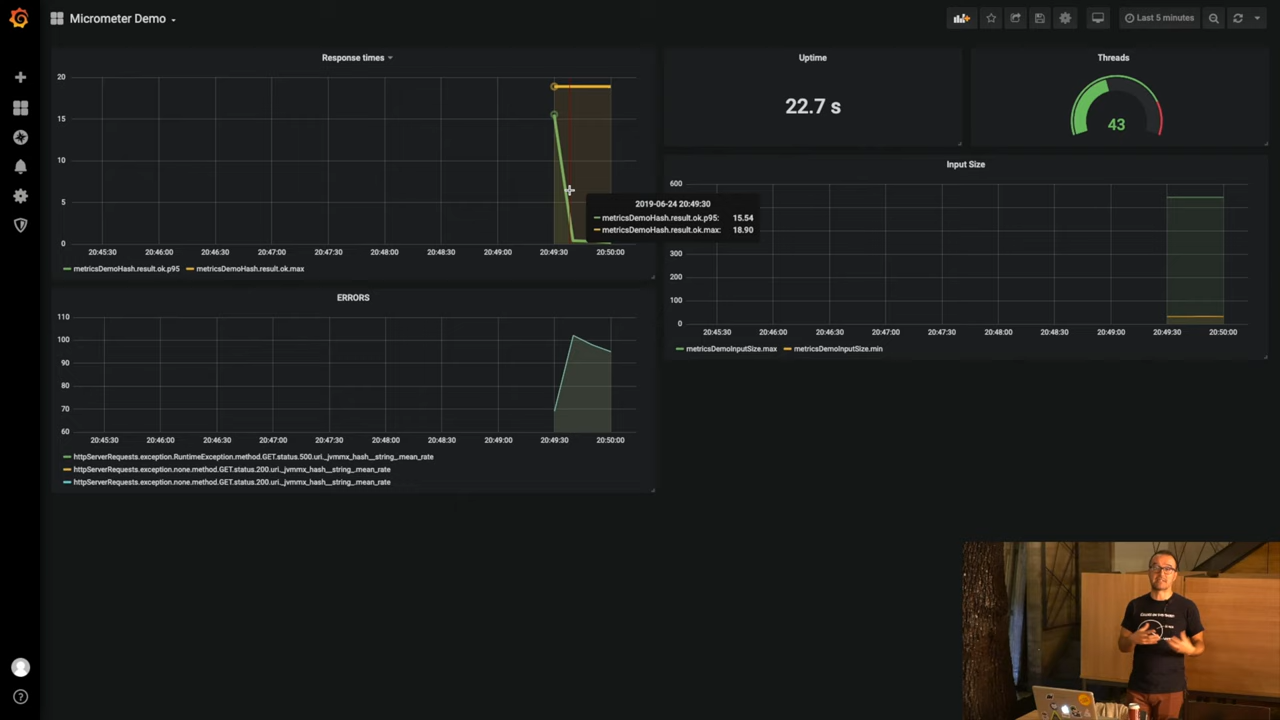 Micrometer Demo
Last 5 minutes
Response times
20
15
10
5
0
20:45:30 20:46:00 20:46:30 20:47:00 20:47:30 20:48:00 20:48:30 20:49:00 20:49:30 20:50:00
metricsDemoHash.result.ok.p95 metricsDemoHash.result.ok.max
2019-06-24 20:49:30
metricsDemoHash.result.ok.p95: 15.54
metricsDemoHash.result.ok.max: 18.90
Uptime
22.7 s
Threads
43
Input Size
600
300
200
100
0
20:45:30 20:46:00 20:46:30 20:47:00 20:47:30 20:48:00 20:48:30 20:49:00 20:49:30 20:50:00
metricsDemoInputSize.max metricsDemoInputSize.min
ERRORS
110
100
90
80
70
60
20:45:30 20:46:00 20:46:30 20:47:00 20:47:30 20:48:00 20:48:30 20:49:00 20:49:30 20:50:00
httpServerRequests.exception.RuntimeException.method.GET.status.500.uri._jvmmx_hash__string_.mean_rate
httpServerRequests.exception.none.method.GET.status.200.uri._jvmmx_hash__string_.mean_rate
httpServerRequests.exception.none.method.GET.status.200.uri._jvmmx_hash__string_.mean_rate